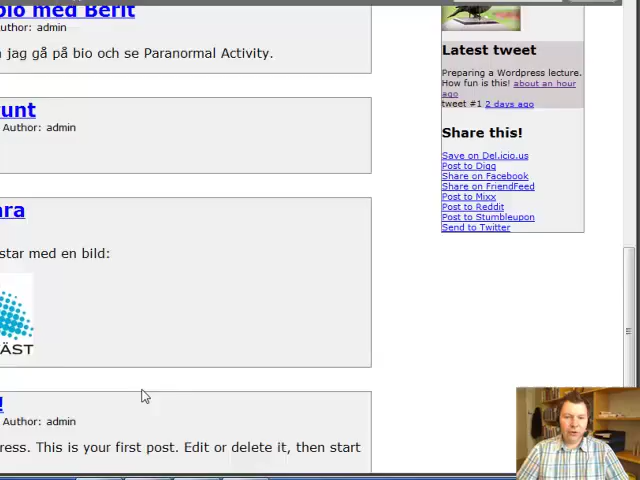 bio med Berit
Author: admin
jag gå på bio och se Paranormal Activity.
unt
Author: admin
ara
star med en bild:
ÄST
!
Author: admin
ress. This is your first post. Edit or delete it, then start
Latest tweet
Preparing a Wordpress lecture.
How fun is this! about an hour
ago
tweet #1 2 days ago
Share this!
Save on Del.icio.us
Post to Digg
Share on Facebook
Share on FriendFeed
Post to Mixx
Post to Reddit
Post to Stumbleupon
Send to Twitter